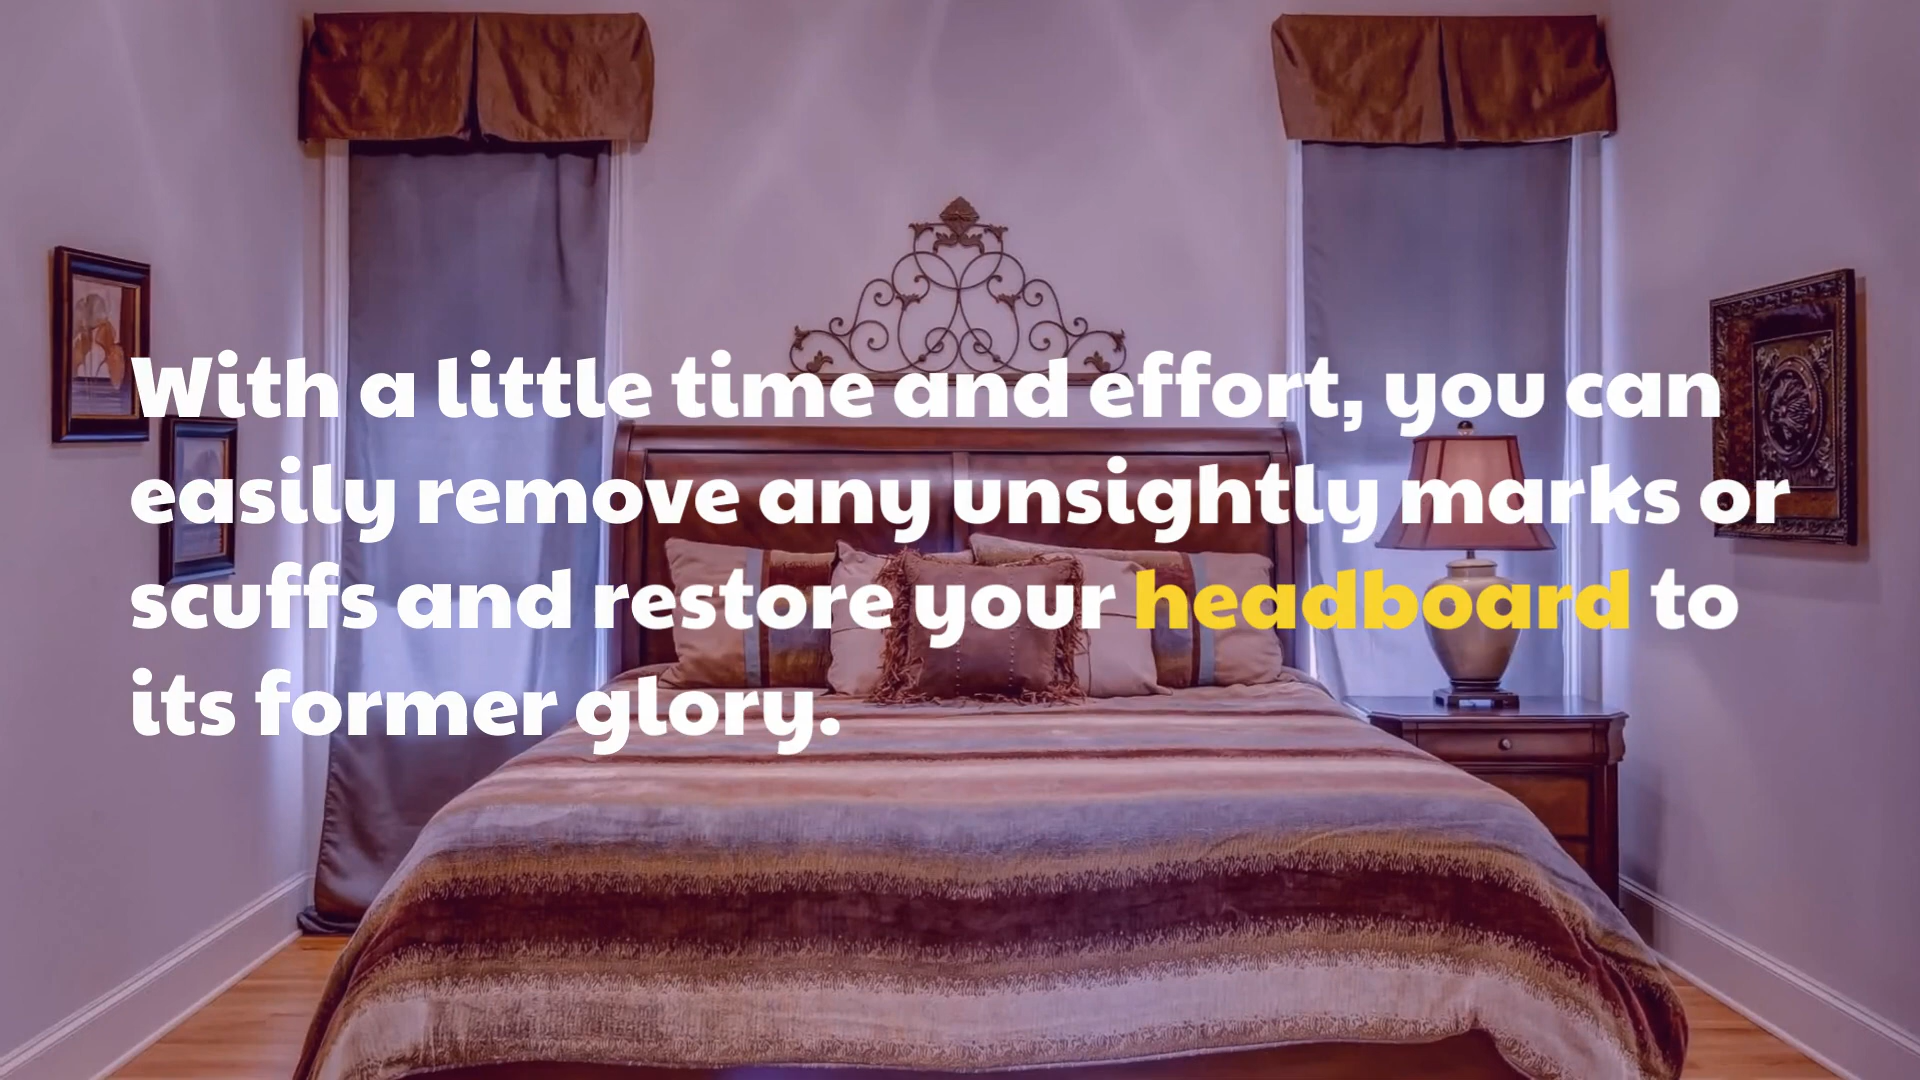 With a little time and effort, you can
easily remove any unsightly marks or
scuffs and restore your headboard to
its former glory.